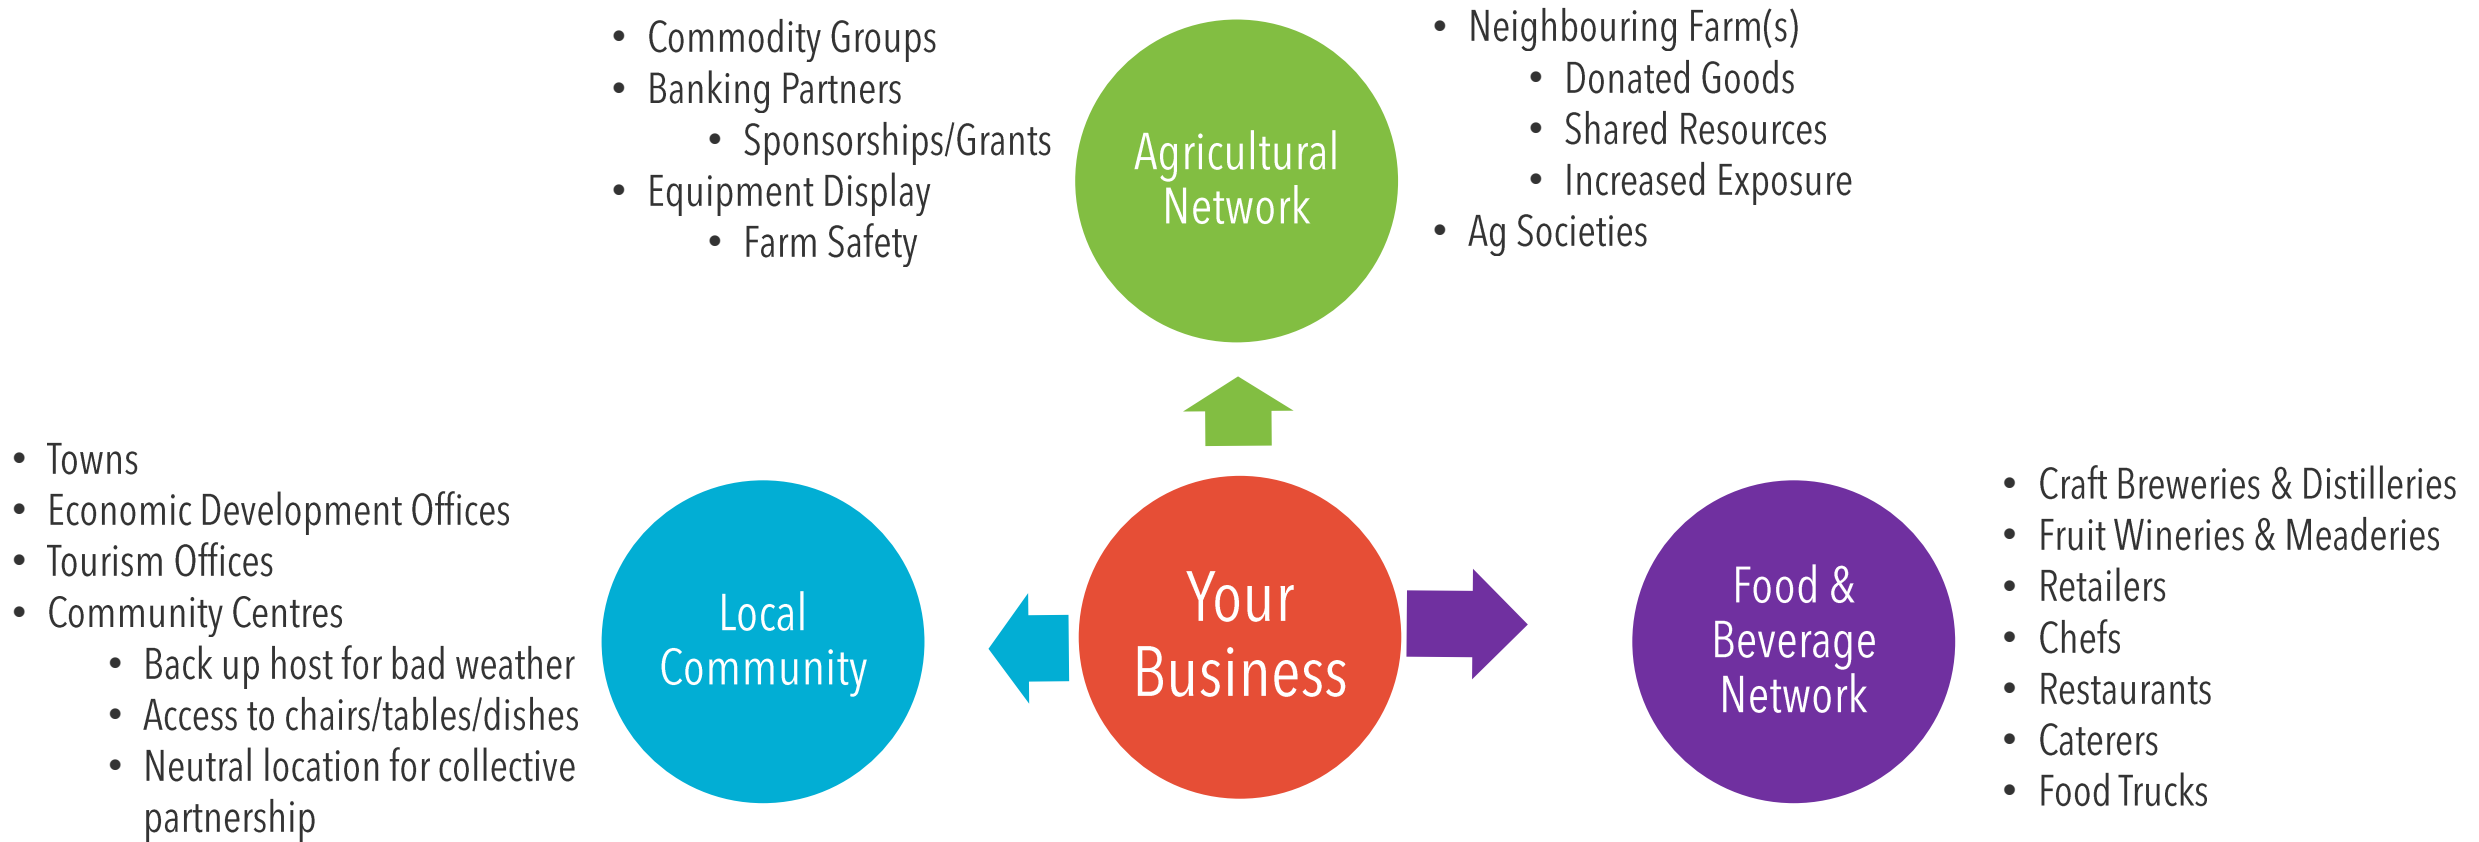 • Commodity Groups
• Banking Partners
• Sponsorships/Grants
• Equipment Display
• Farm Safety
Agricultural
Network
• Neighbouring Farm(s)
• Donated Goods
• Shared Resources
• Increased Exposure
• Ag Societies
• Towns
• Economic Development Offices
• Tourism Offices
• Community Centres
• Back up host for bad weather
• Access to chairs/tables/dishes
• Neutral location for collective
partnership
Local
Community
Your
Business
Food &
Beverage
Network
• Craft Breweries & Distilleries
• Fruit Wineries & Meaderies
• Retailers
• Chefs
• Restaurants
• Caterers
• Food Trucks